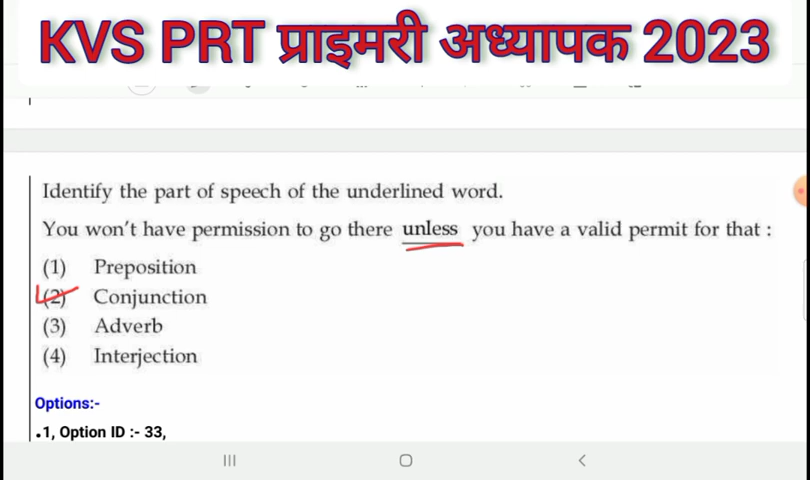 KVS PRT प्राइमरी अध्यापक 2023
Identify the part of speech of the underlined word.
You won't have permission to go there unless you have a valid permit for that :
(1) Preposition
(2) Conjunction
(3) Adverb
(4) Interjection
Options:-
.1, Option ID :- 33,